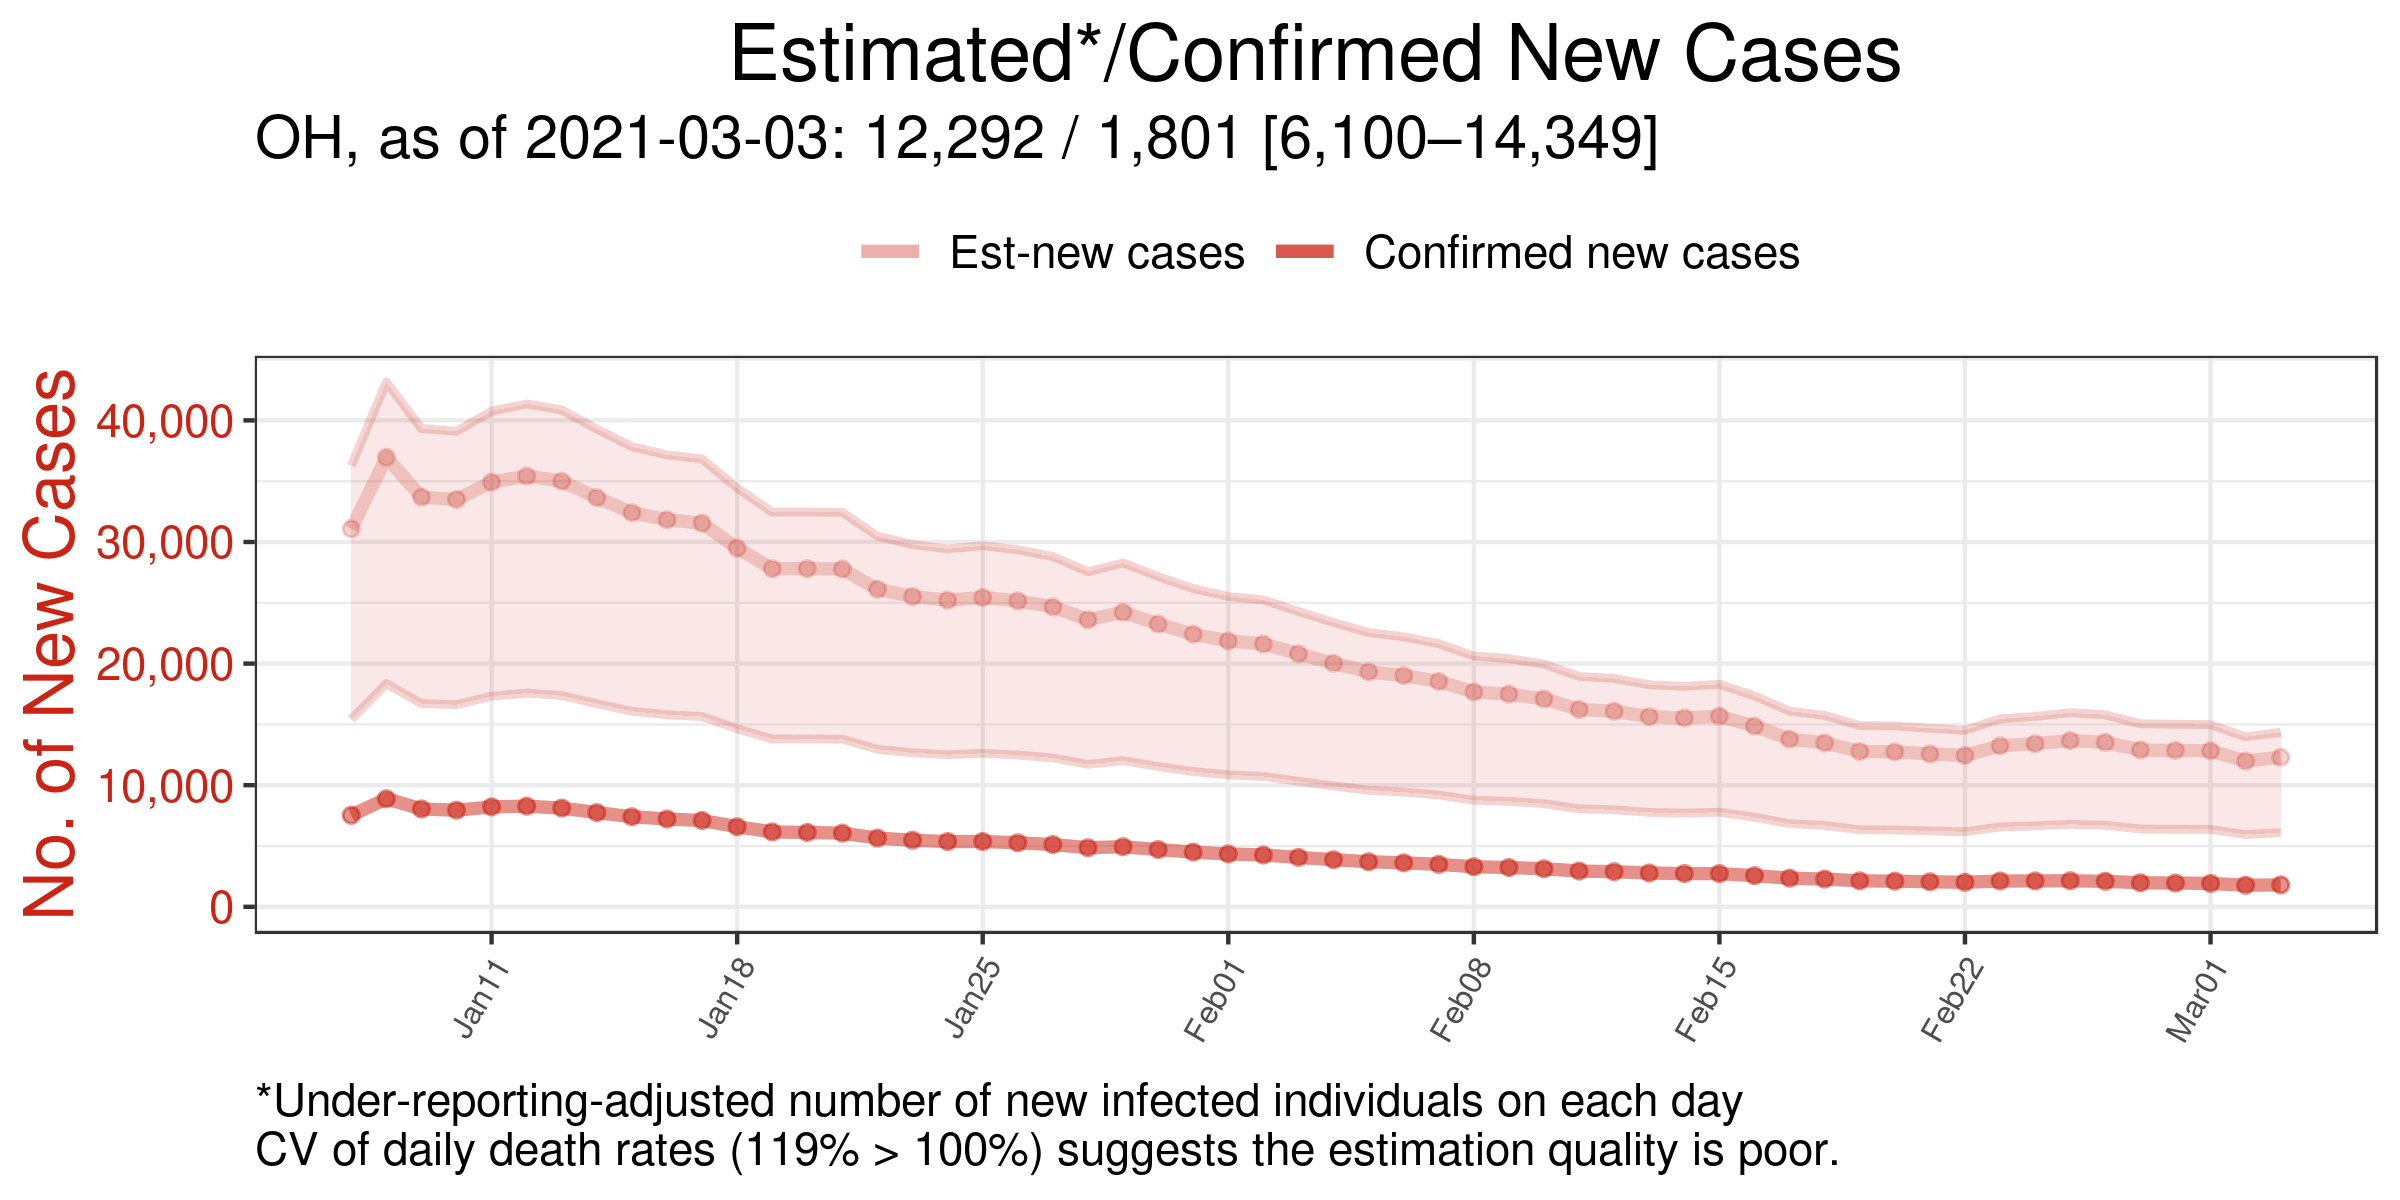 Estimated*/Confirmed New Cases
OH, as of 2021-03-03: 12,292 / 1,801 [6,100–14,349]
Est-new cases
Confirmed new cases
No. of New Cases
40,000
30,000
20,000
10,000
0
Jan11
Jan18
Jan25
Feb01
Feb08
Feb15
Feb22
Mar01
*Under-reporting-adjusted number of new infected individuals on each day
CV of daily death rates (119% > 100%) suggests the estimation quality is poor.